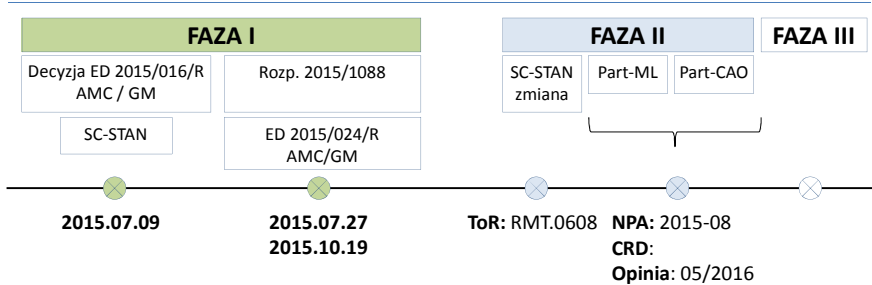 FAZA I
FAZA II
FAZA III
Decyzja ED 2015/016/R
AMC / GM
Rozp. 2015/1088
SC-STAN
zmiana
Part-ML
Part-CAO
SC-STAN
ED 2015/024/R
AMC/GM
2015.07.09
2015.07.27
2015.10.19
ToR: RMT.0608
NPA: 2015-08
CRD:
Opinia: 05/2016